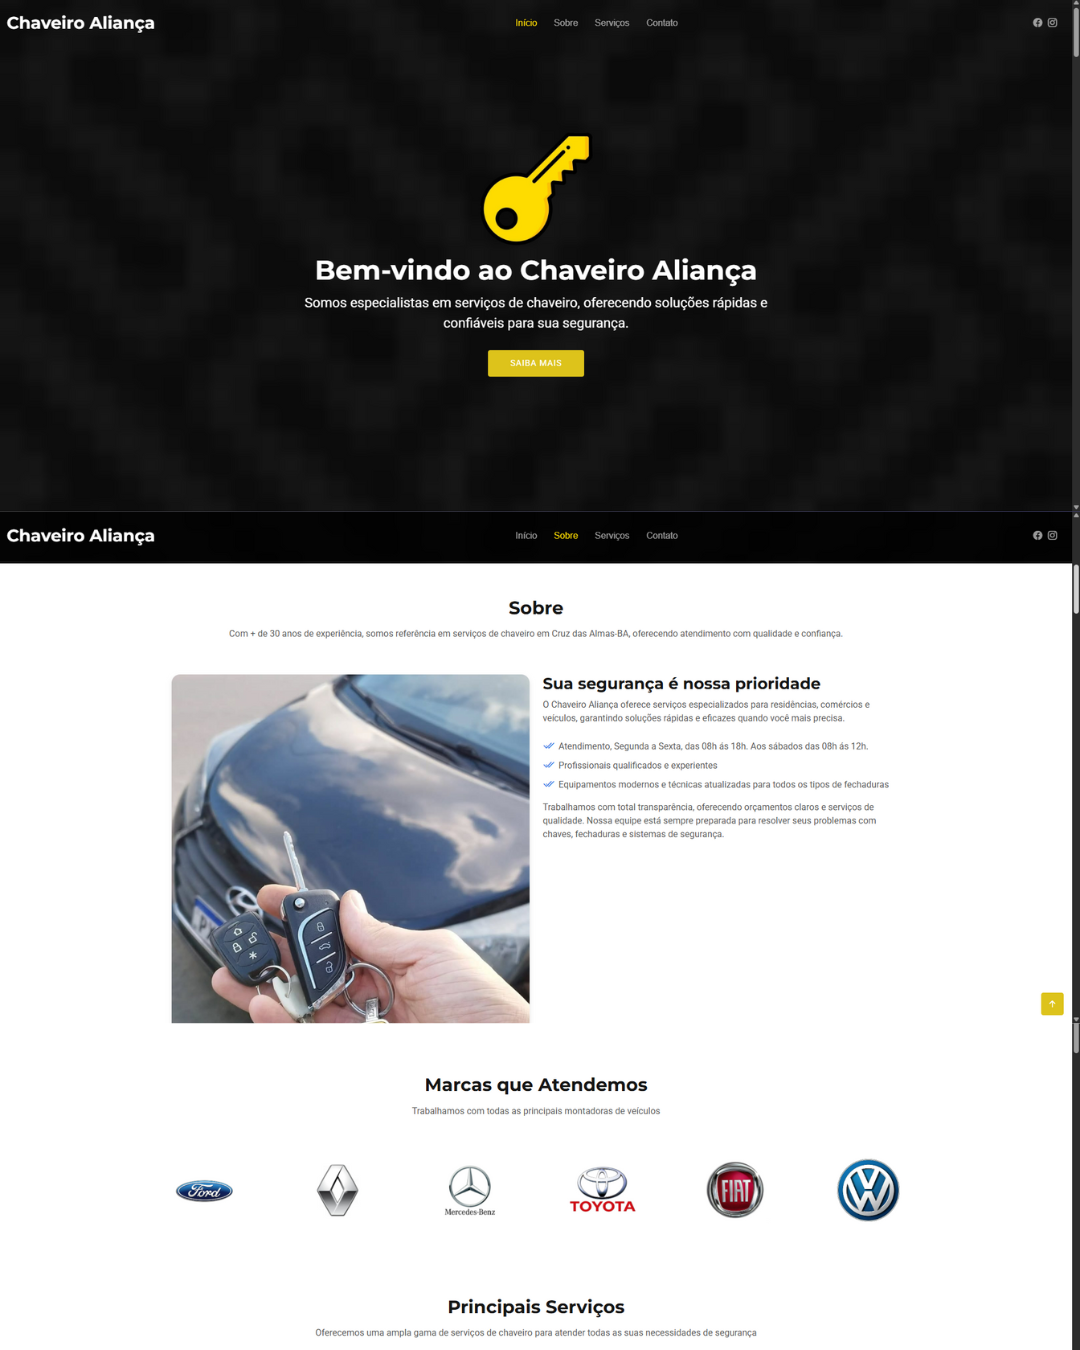 Chaveiro Aliança
Início Sobre Serviços Contato
Bem-vindo ao Chaveiro Aliança
Somos especialistas em serviços de chaveiro, oferecendo soluções rápidas e
confiáveis para sua segurança.
SAIBA MAIS
Chaveiro Aliança
Início Sobre Serviços Contato
Sobre
Com + de 30 anos de experiência, somos referência em serviços de chaveiro em Cruz das Almas-BA, oferecendo atendimento com qualidade e confiança.
Sua segurança é nossa prioridade
O Chaveiro Aliança oferece serviços especializados para residências, comércios e
veículos, garantindo soluções rápidas e eficazes quando você mais precisa.
Atendimento, Segunda a Sexta, das 08h ás 18h. Aos sábados das 08h ás 12h.
Profissionais qualificados e experientes
Equipamentos modernos e técnicas atualizadas para todos os tipos de fechaduras
Trabalhamos com total transparência, oferecendo orçamentos claros e serviços de
qualidade. Nossa equipe está sempre preparada para resolver seus problemas com
chaves, fechaduras e sistemas de segurança.
Marcas que Atendemos
Trabalhamos com todas as principais montadoras de veículos
Ford
Mercedes-Benz
TOYOTA
FIAT
Principais Serviços
Oferecemos uma ampla gama de serviços de chaveiro para atender todas as suas necessidades de segurança